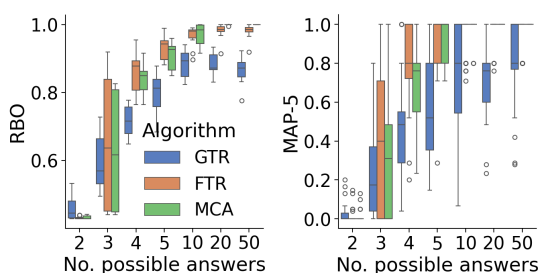 1.0
0.8
0.6
RBO
Algorithm
GTR
FTR
MCA
2 3 4 5 10 20 50
No. possible answers
1.0
0.8
0.6
0.4
0.2
0.0
MAP-5
2 3 4 5 10 20 50
No. possible answers